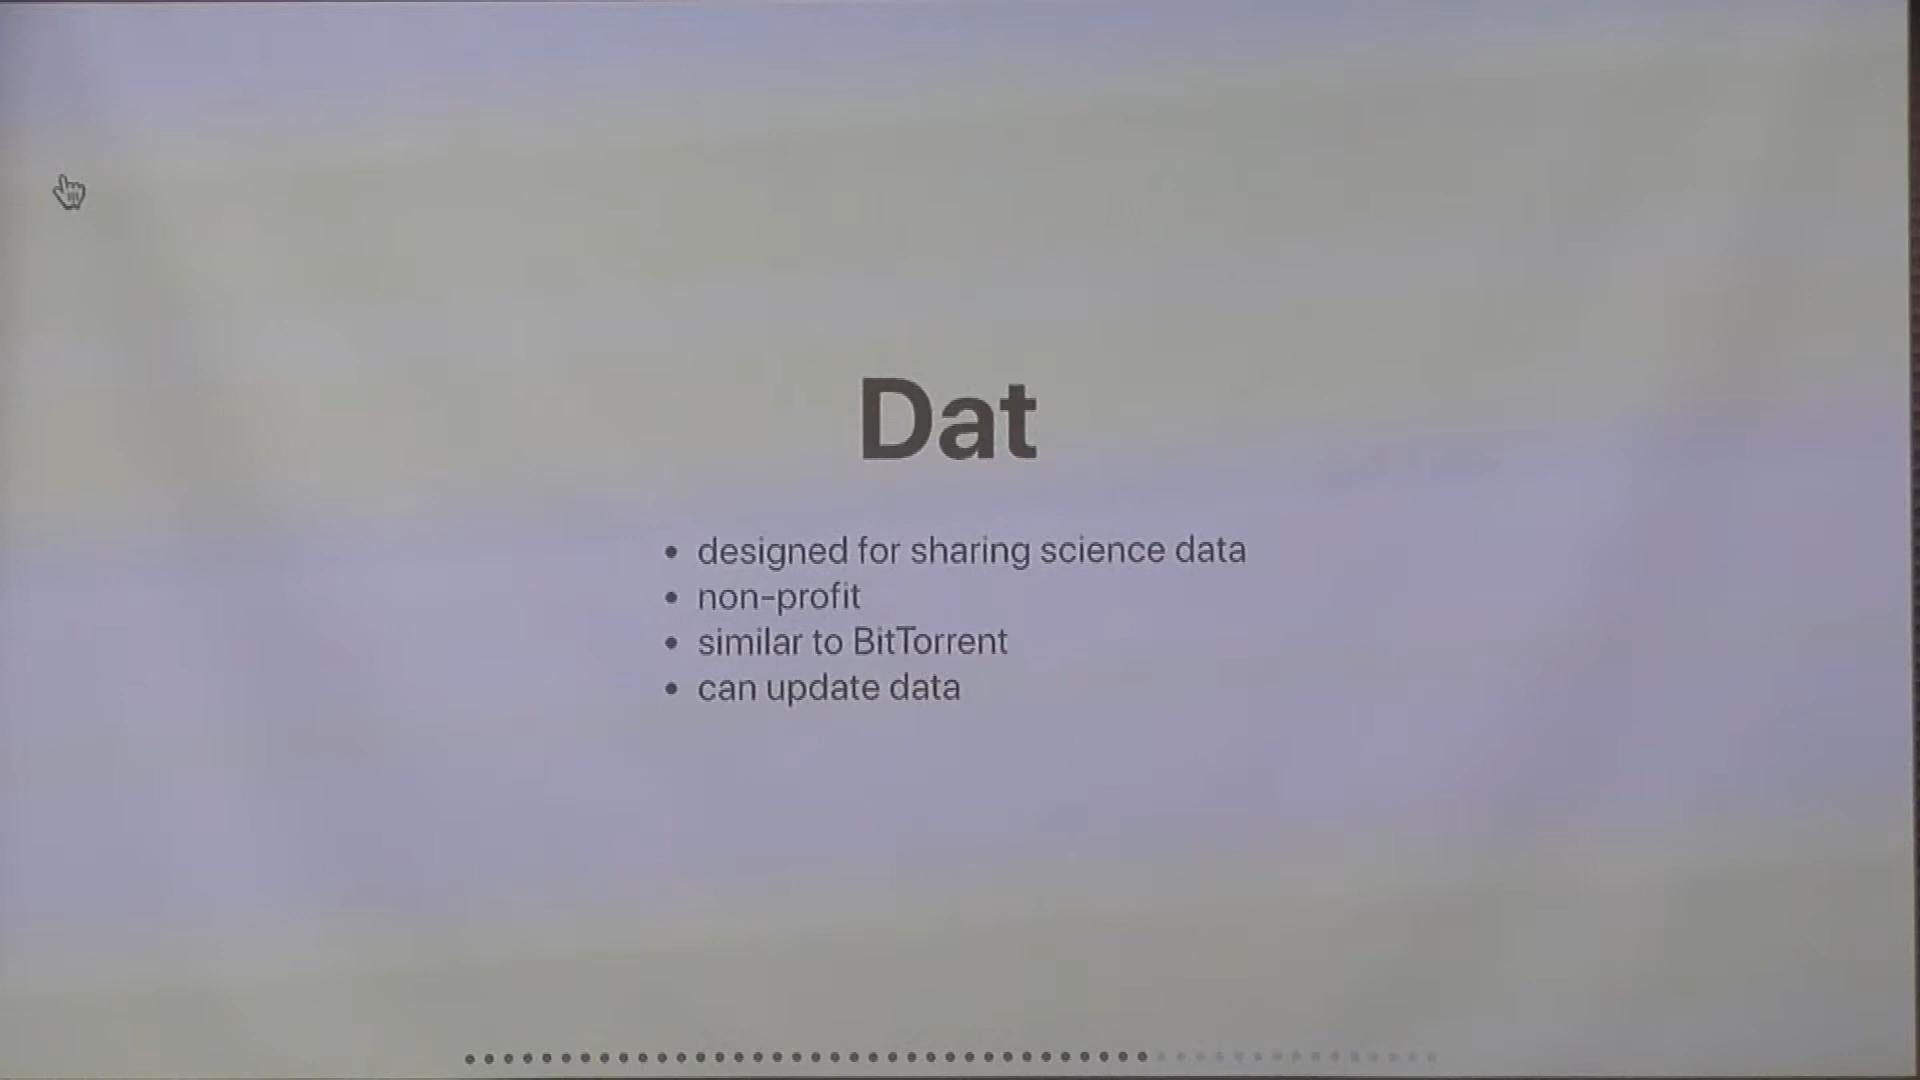 Dat
• designed for sharing science data
• non-profit
• similar to BitTorrent
• can update data